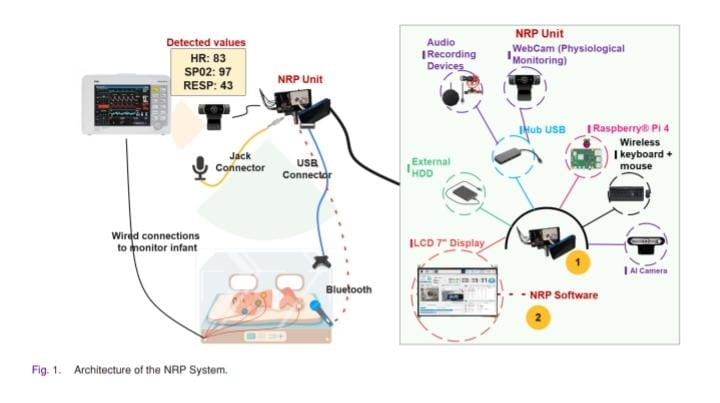 Detected values
HR: 83
SP02: 97
RESP: 43
NRP Unit
Jack
Connector
USB
Connector
Wired connections
to monitor infant
Bluetooth
NRP Unit
Audio
Recording
Devices
WebCam (Physiological
Monitoring)
Hub USB
Raspberry® Pi 4
Wireless
keyboard +
mouse
External
HDD
LCD 7" Display
1
AI Camera
NRP Software
2
Fig. 1. Architecture of the NRP System.